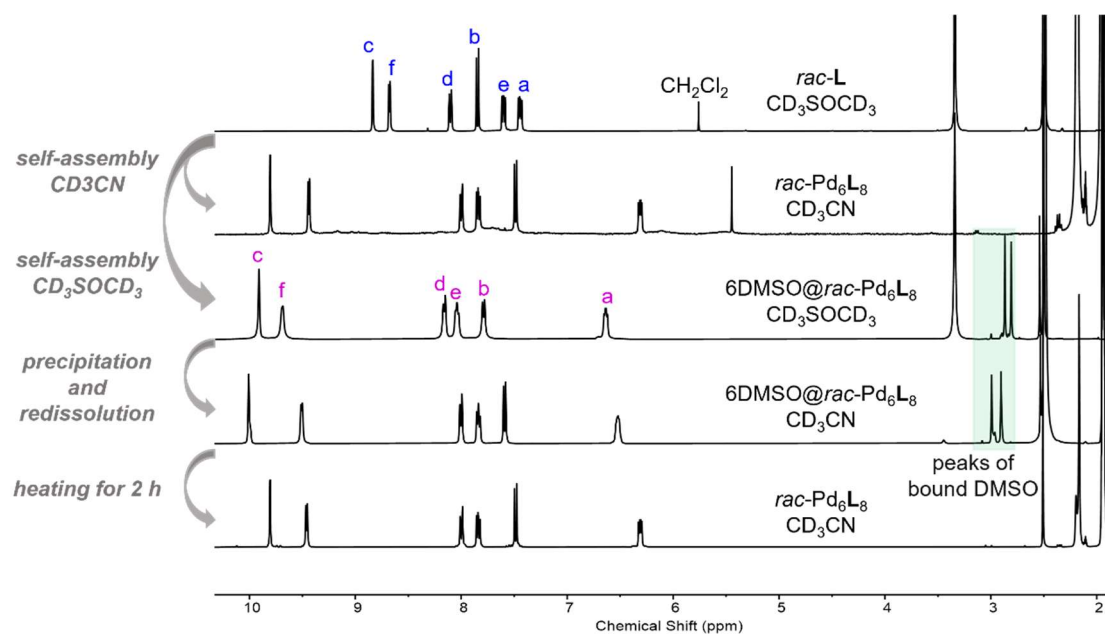 c
f
d
b
e
a
CH2Cl2
rac-L
CD3SOCD3
self-assembly
CD3CN
rac-Pd6L8
CD3CN
self-assembly
CD3SOCD3
c
f
d
e
b
a
6DMSO@rac-Pd6L8
CD3SOCD3
precipitation
and
redissolution
6DMSO@rac-Pd6L8
CD3CN
peaks of
bound DMSO
heating for 2 h
rac-Pd6L8
CD3CN
10 9 8 7 6 5 4 3 2
Chemical Shift (ppm)